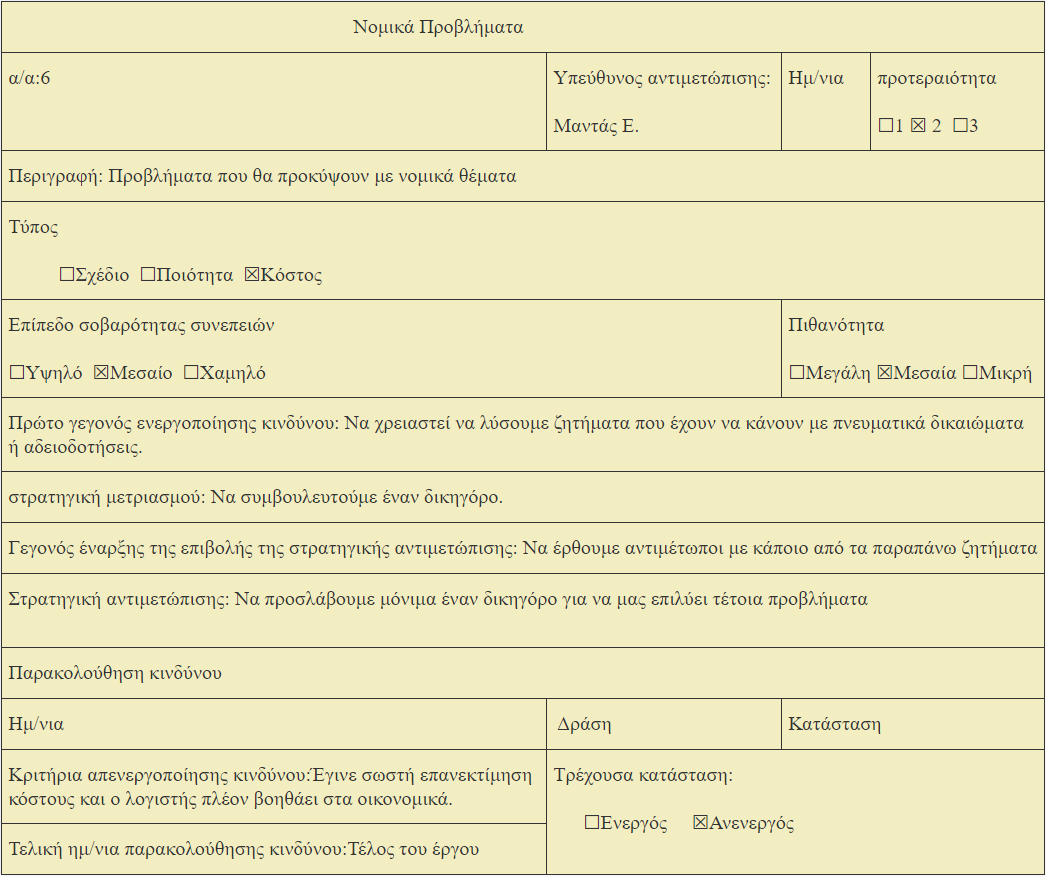 Νομικά Προβλήματα
α/α:6
Υπεύθυνος αντιμετώπισης:
Μαντάς Ε.
Ημ/νια
προτεραιότητα
☐1 ☒ 2 ☐3
Περιγραφή: Προβλήματα που θα προκύψουν με νομικά θέματα
Τύπος
☐Σχέδιο ☐Ποιότητα ☒Κόστος
Επίπεδο σοβαρότητας συνεπειών
☐Υψηλό ☒Μεσαίο ☐Χαμηλό
Πιθανότητα
☐Μεγάλη ☒Μεσαία ☐Μικρή
Πρώτο γεγονός ενεργοποίησης κινδύνου: Να χρειαστεί να λύσουμε ζητήματα που έχουν να κάνουν με πνευματικά δικαιώματα
ή αδειοδοτήσεις.
στρατηγική μετριασμού: Να συμβουλευτούμε έναν δικηγόρο.
Γεγονός έναρξης της επιβολής της στρατηγικής αντιμετώπισης: Να έρθουμε αντιμέτωποι με κάποιο από τα παραπάνω ζητήματα
Στρατηγική αντιμετώπισης: Να προσλάβουμε μόνιμα έναν δικηγόρο για να μας επιλύει τέτοια προβλήματα
Παρακολούθηση κινδύνου
Ημ/νια
Δράση
Κατάσταση
Κριτήρια απενεργοποίησης κινδύνου:Έγινε σωστή επανεκτίμηση
κόστους και ο λογιστής πλέον βοηθάει στα οικονομικά.
Τρέχουσα κατάσταση:
☐Ενεργός ☒Ανενεργός
Τελική ημ/νια παρακολούθησης κινδύνου:Τέλος του έργου